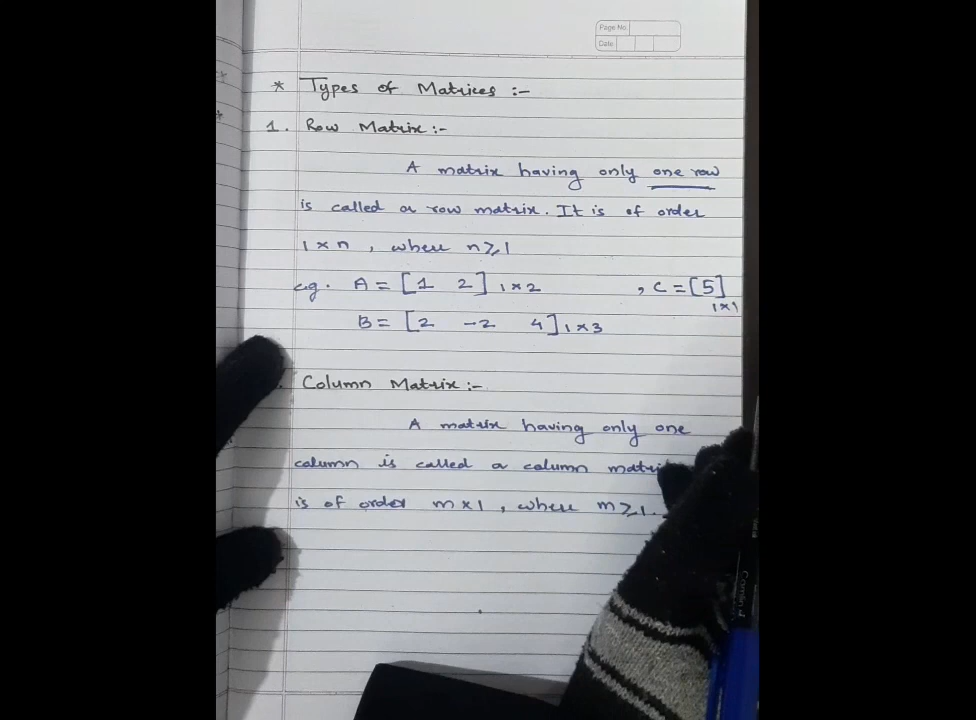 Page No.
Date
* Types of Matrices :-
1. Row Matrix :-
A matrix having only one row
is called a row matrix. It is of order
1 × n , where n ≥ 1
e.g. A = [1 2] 1 × 2 , C = [5] 1×1
B = [2 -2 4] 1 × 3
Column Matrix :-
A matrix having only one
column is called a column
is of order m × 1 , where m ≥ 1.